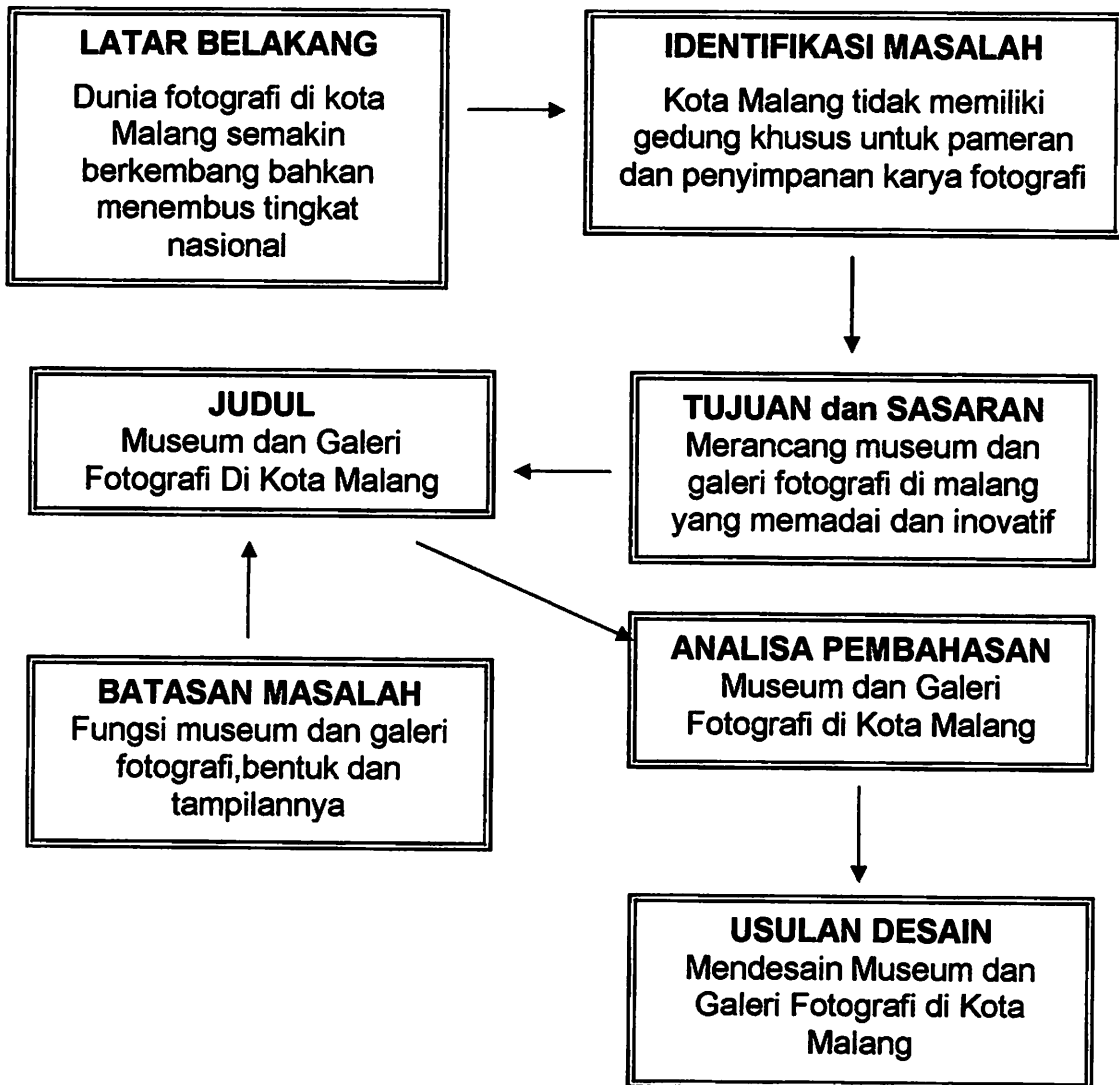 LATAR BELAKANG
Dunia fotografi di kota
Malang semakin
berkembang bahkan
menembus tingkat
nasional
IDENTIFIKASI MASALAH
Kota Malang tidak memiliki
gedung khusus untuk pameran
dan penyimpanan karya fotografi
TUJUAN dan SASARAN
Merancang museum dan
galeri fotografi di malang
yang memadai dan inovatif
JUDUL
Museum dan Galeri
Fotografi Di Kota Malang
BATASAN MASALAH
Fungsi museum dan galeri
fotografi,bentuk dan
tampilannya
ANALISA PEMBAHASAN
Museum dan Galeri
Fotografi di Kota Malang
USULAN DESAIN
Mendesain Museum dan
Galeri Fotografi di Kota
Malang